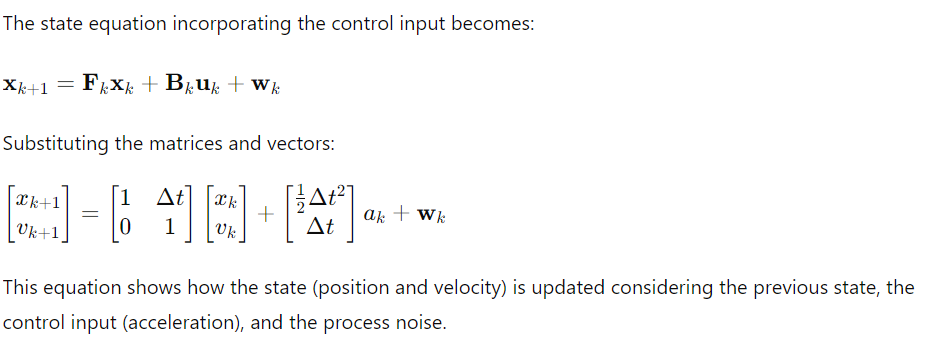 The state equation incorporating the control input becomes:
$\mathbf{x}_{k+1} = \mathbf{F}_k \mathbf{x}_k + \mathbf{B}_k \mathbf{u}_k + \mathbf{w}_k$
Substituting the matrices and vectors:
$\begin{bmatrix} x_{k+1} \\ v_{k+1} \end{bmatrix} = \begin{bmatrix} 1 & \Delta t \\ 0 & 1 \end{bmatrix} \begin{bmatrix} x_k \\ v_k \end{bmatrix} + \begin{bmatrix} \frac{1}{2} \Delta t^2 \\ \Delta t \end{bmatrix} a_k + \mathbf{w}_k$
This equation shows how the state (position and velocity) is updated considering the previous state, the
control input (acceleration), and the process noise.